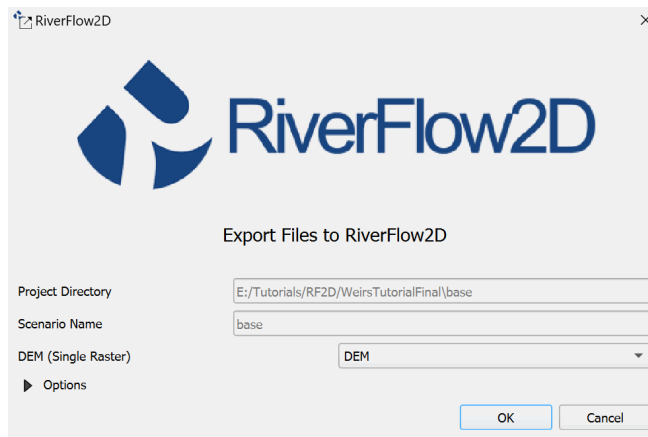 RiverFlow2D
RiverFlow2D
Export Files to RiverFlow2D
Project Directory E:/Tutorials/RF2D/WeirsTutorialFinal\base
Scenario Name base
DEM (Single Raster) DEM
Options
OK Cancel